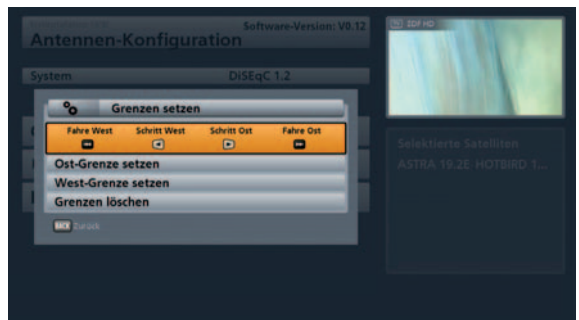 Software-Version: V0.12
Antennen-Konfiguration
ZDF HD
System DiSEqC 1.2
Grenzen setzen
Fahre West Schritt West Schritt Ost Fahre Ost
Selektierte Satelliten
ASTRA 19.2E HOTBIRD 1...
Ost-Grenze setzen
West-Grenze setzen
Grenzen löschen
BACK Zurück